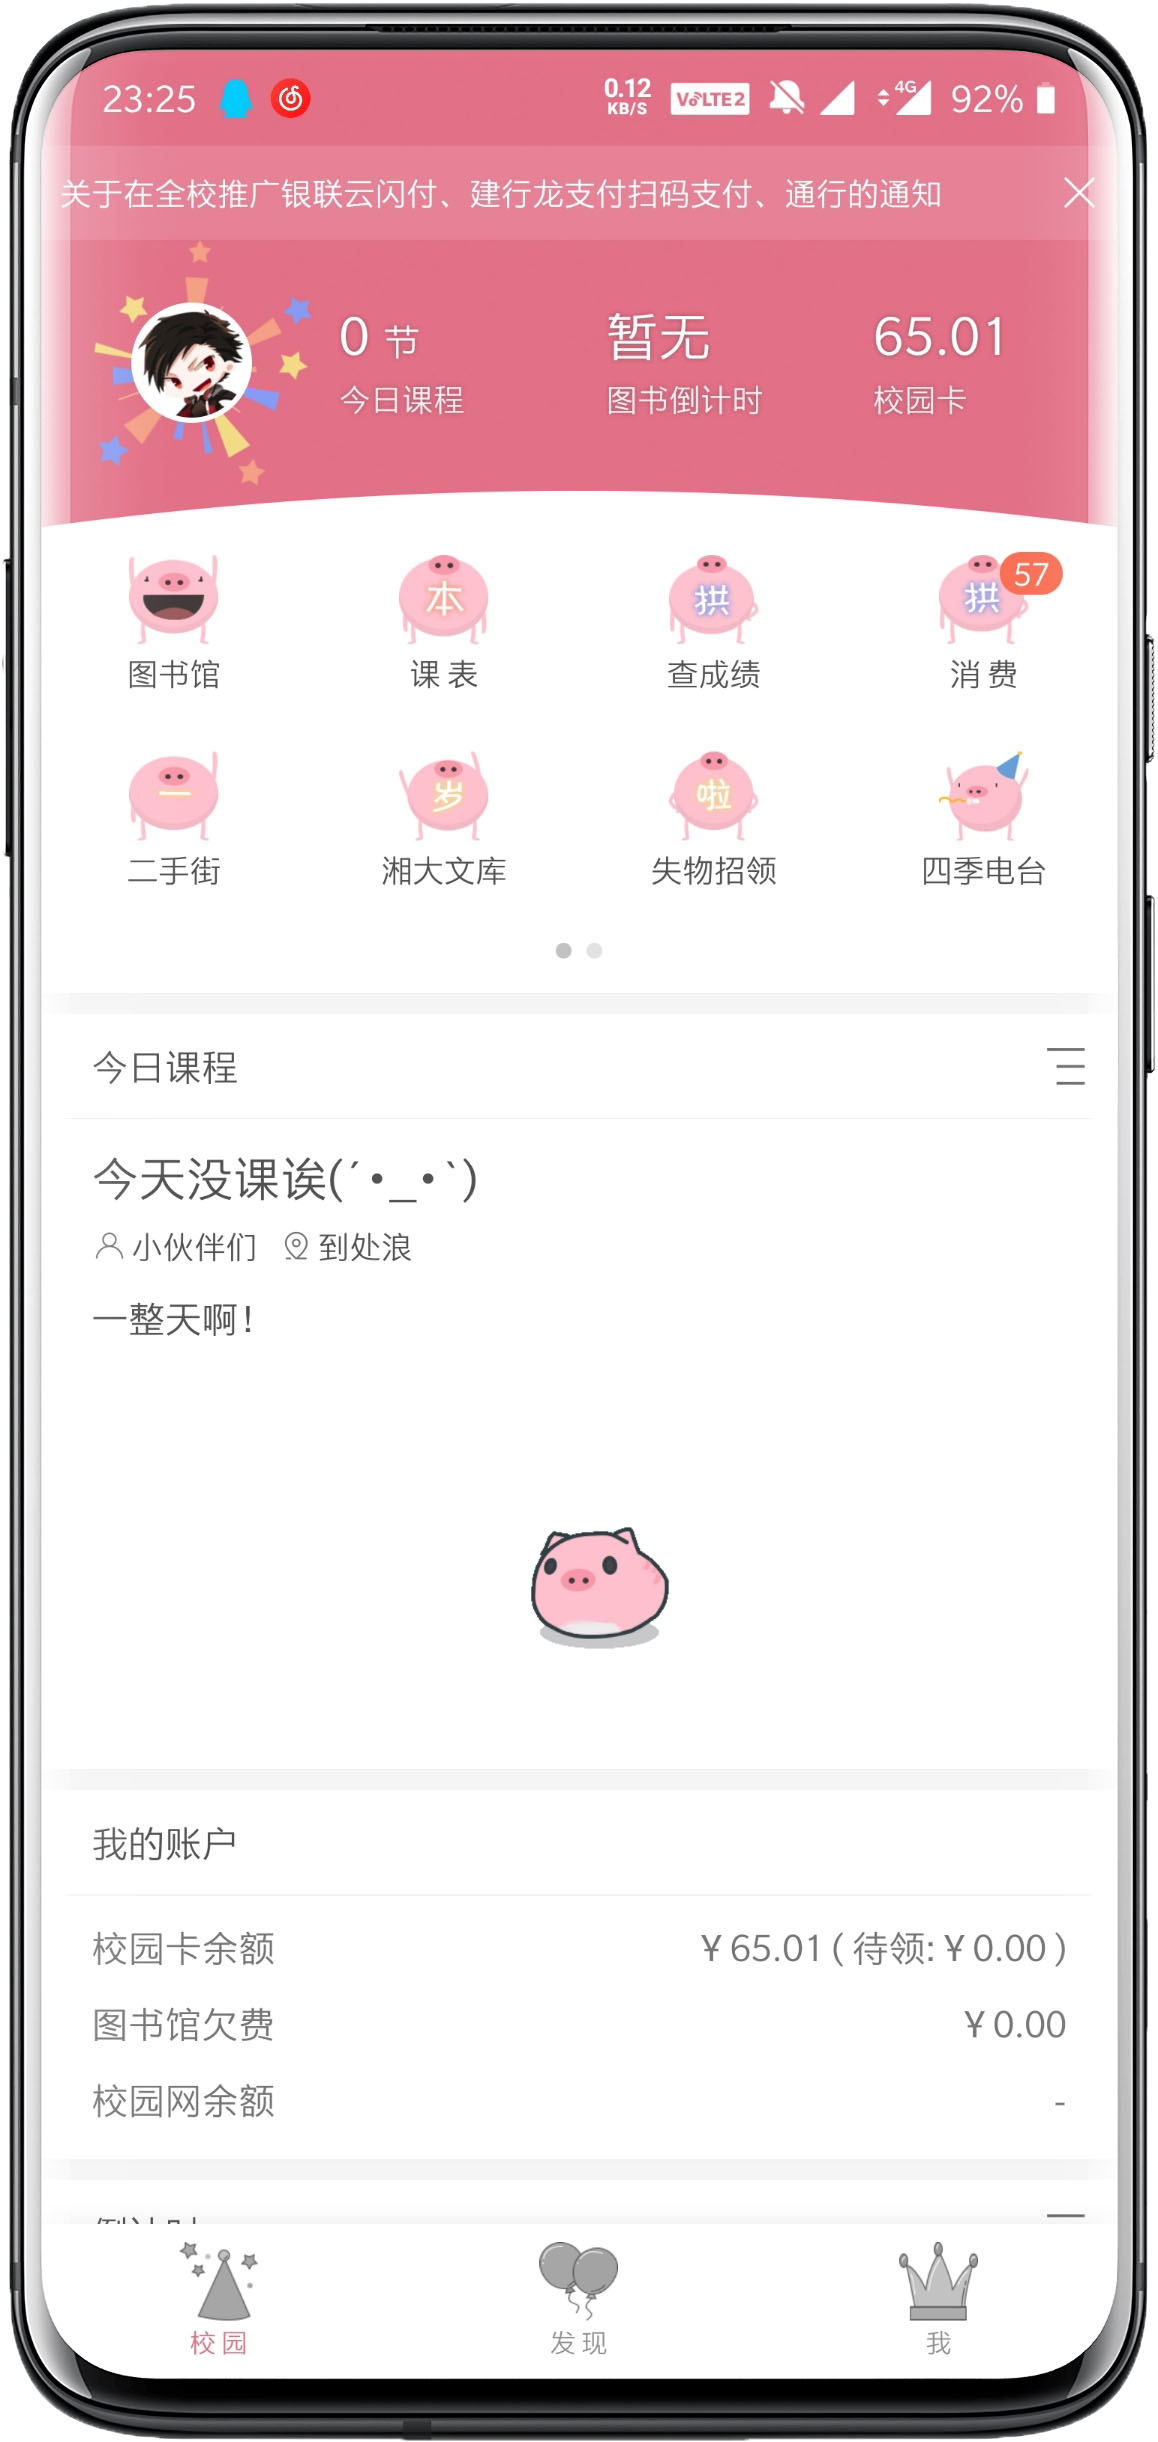 23:25 0.12 KB/S VoLTE2 4G 92%
关于在全校推广银联云闪付、建行龙支付扫码支付、通行的通知
0 节 暂无 65.01
今日课程 图书倒计时 校园卡
本 拱 拱 57
图书馆 课表 查成绩 消费
一 岁 啦
二手街 湘大文库 失物招领 四季电台
今日课程
今天没课诶(´•_•`)
小伙伴们 到处浪
一整天啊!
我的账户
校园卡余额 ¥65.01(待领:¥0.00)
图书馆欠费 ¥0.00
校园网余额 -
校园 发现 我